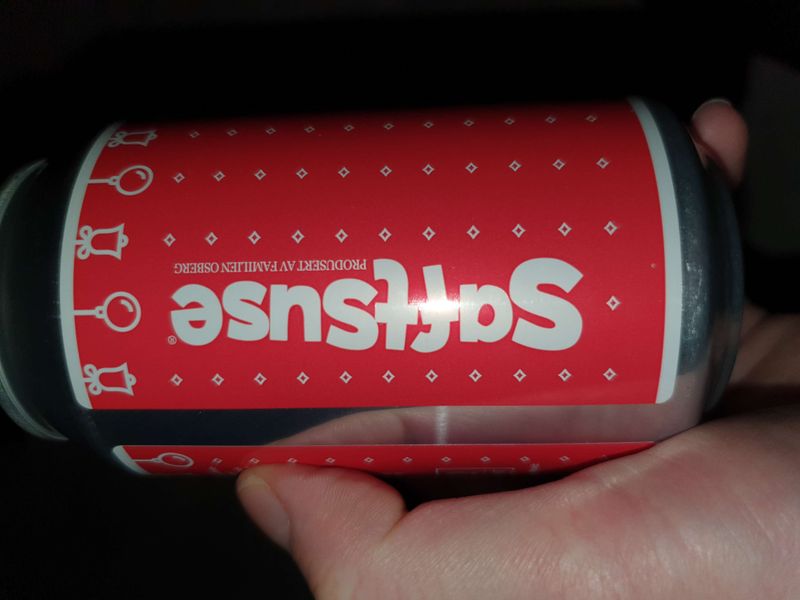 Saftsuse®
PRODUSERT AV FAMILIEN OSBERG